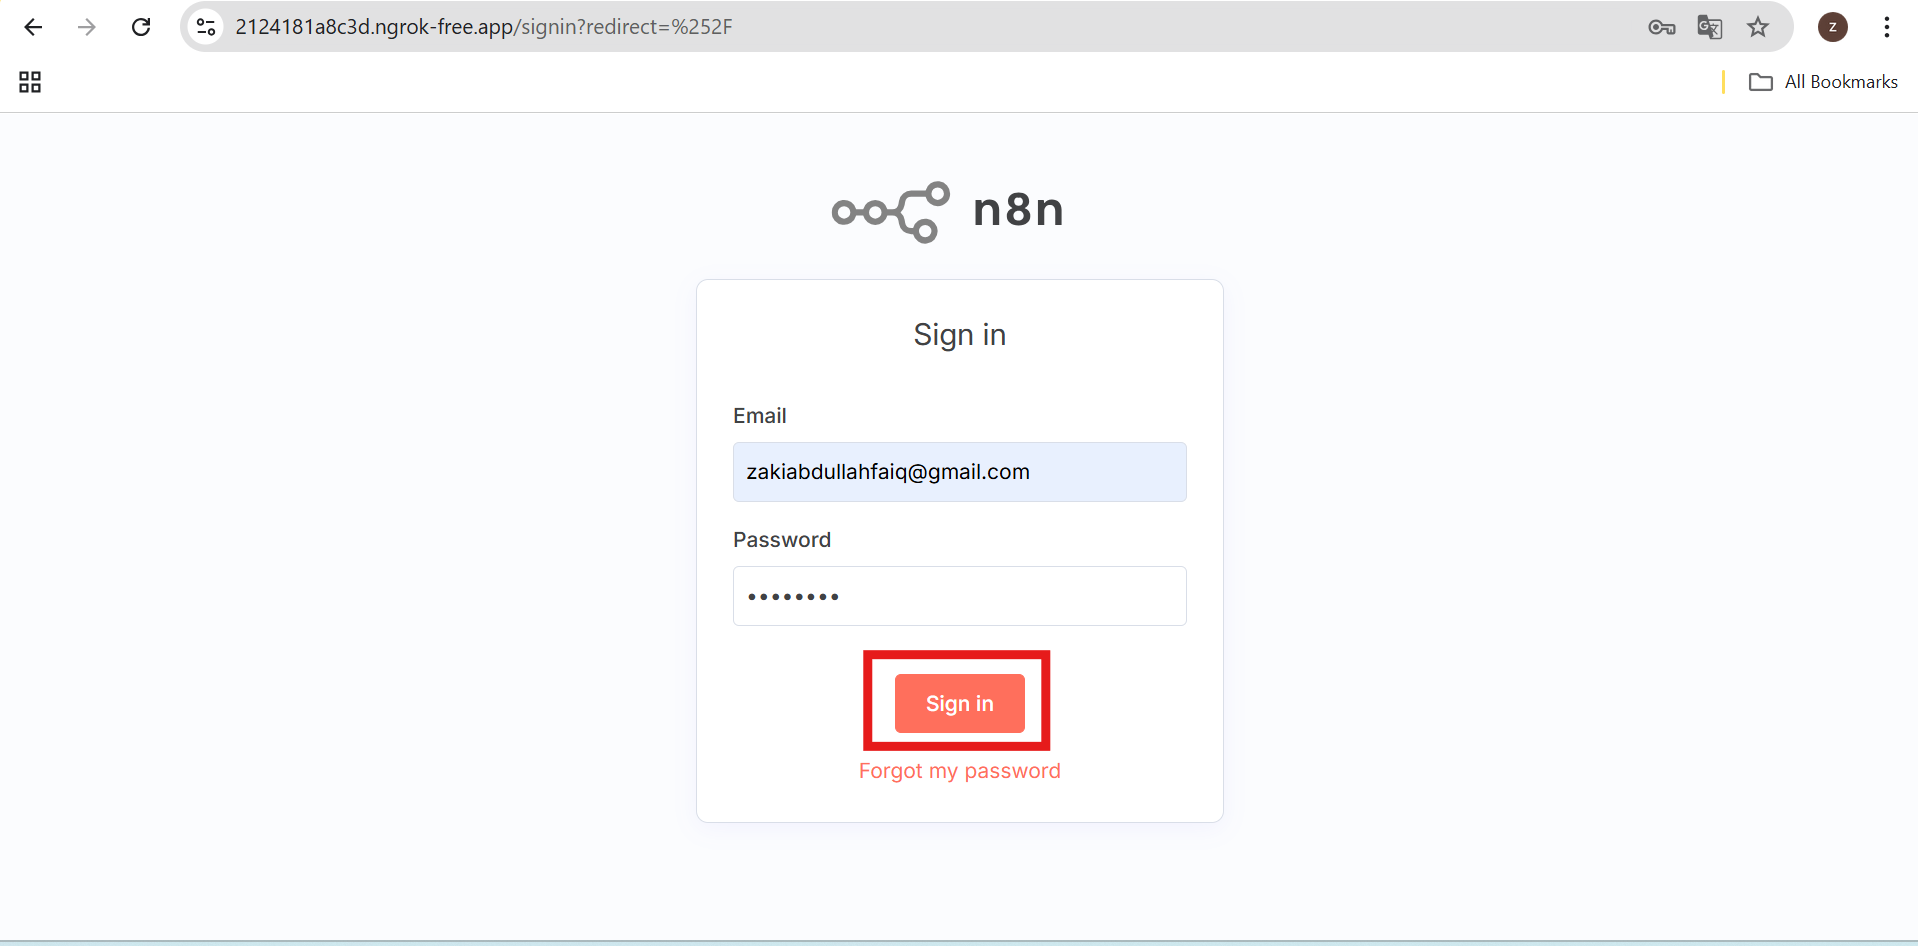 2124181a8c3d.ngrok-free.app/signin?redirect=%252F
z
All Bookmarks
n8n
Sign in
Email
zakiabdullahfaiq@gmail.com
Password
••••••••
Sign in
Forgot my password